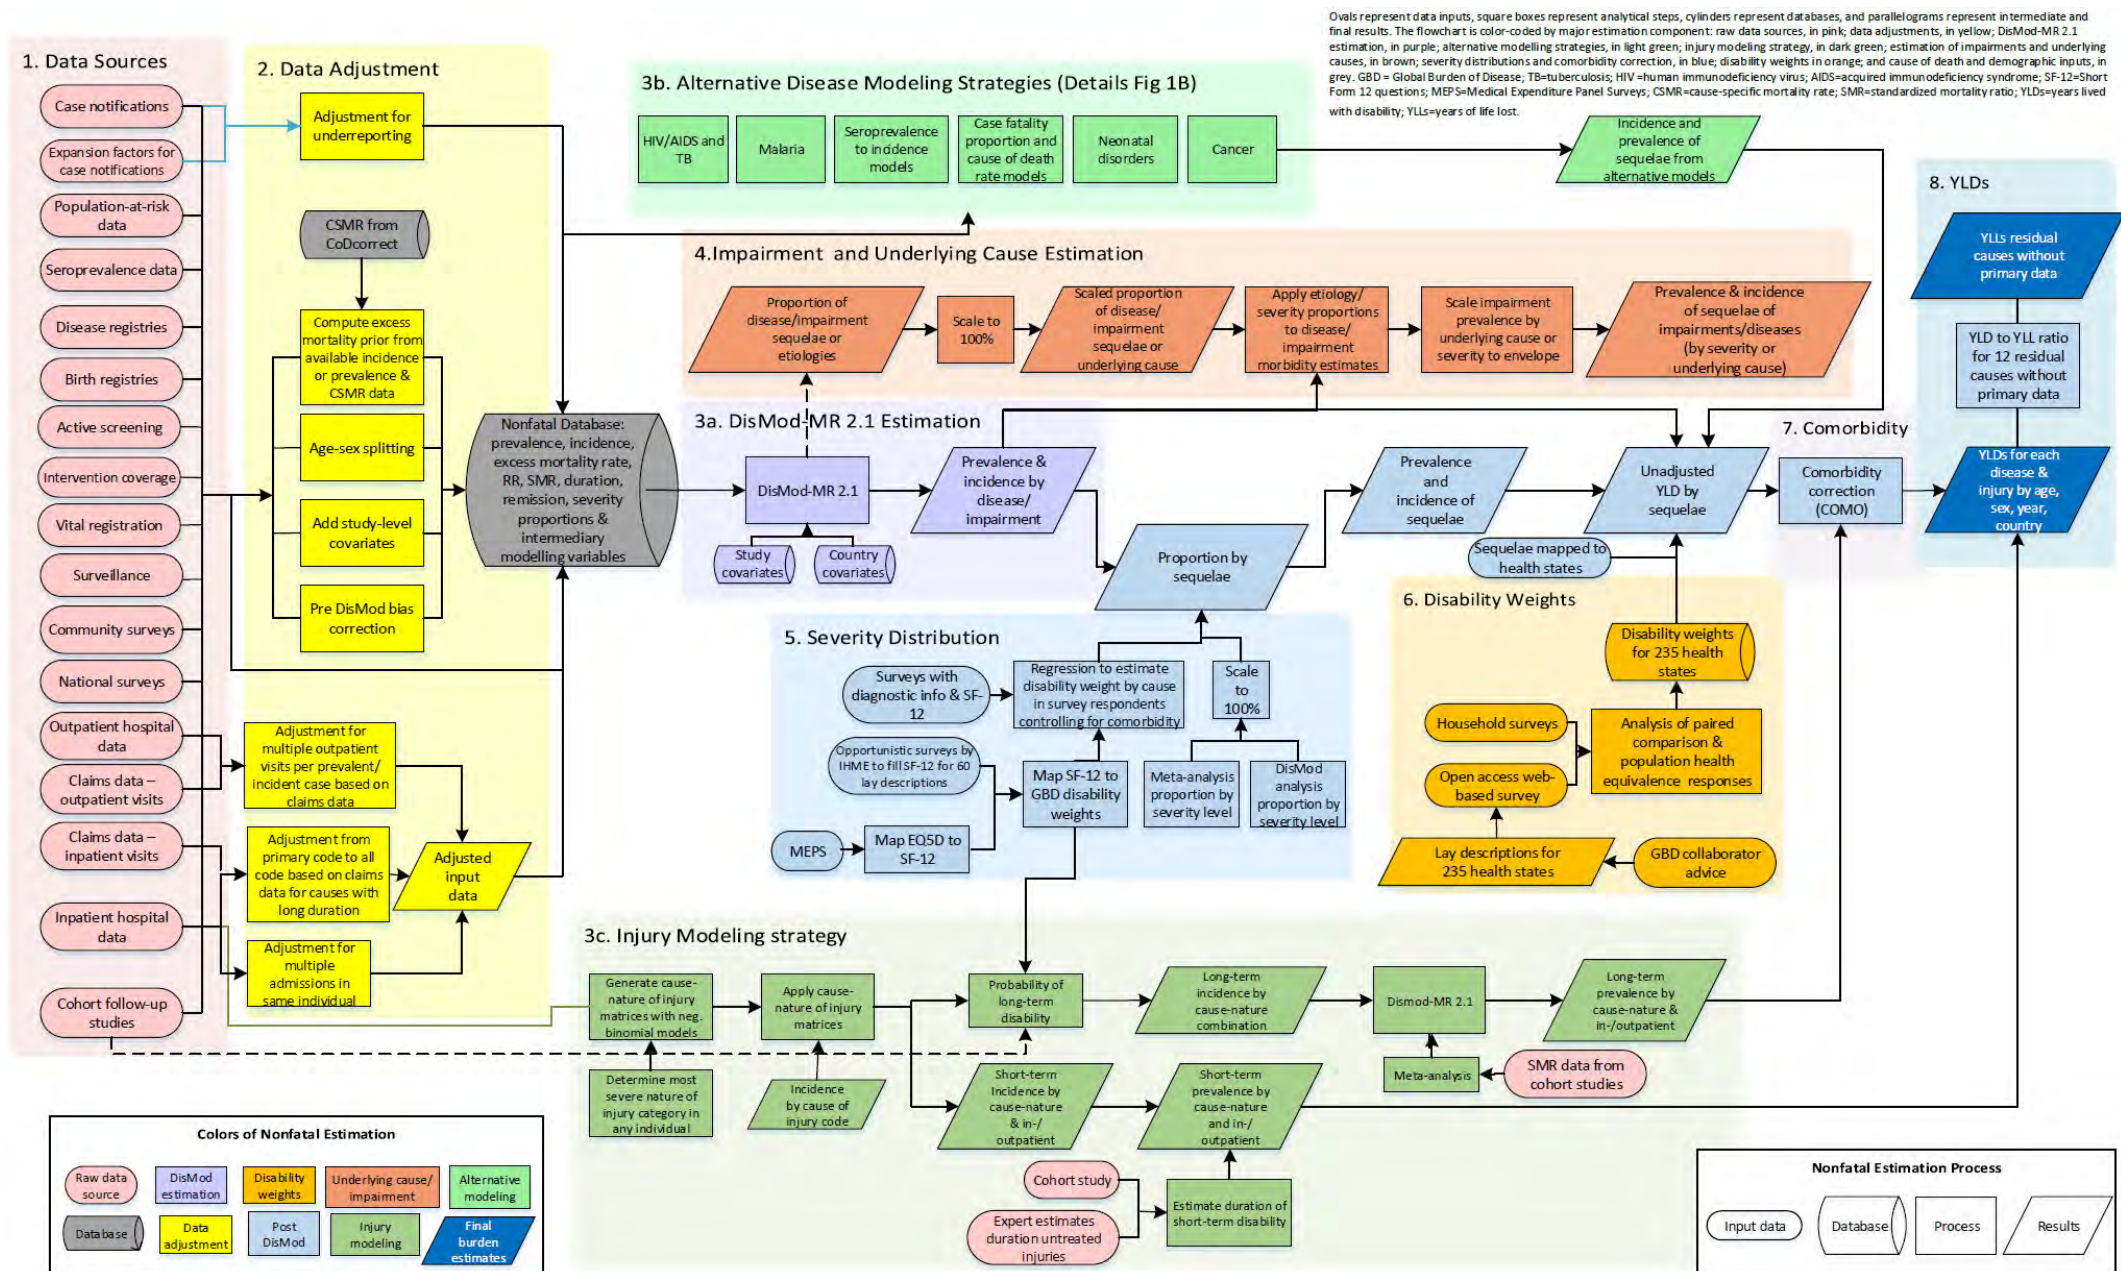 Ovals represent data inputs, square boxes represent analytical steps, cylinders represent databases, and parallelograms represent intermediate and
final results. The flowchart is color-coded by major estimation component: raw data sources, in pink; data adjustments, in yellow; DisMod-MR 2.1
estimation, in purple; alternative modelling strategies, in light green; injury modeling strategy, in dark green; estimation of impairments and underlying
causes, in brown; severity distributions and comorbidity correction, in blue; disability weights in orange; and cause of death and demographic inputs, in
grey. GBD = Global Burden of Disease; TB=tuberculosis; HIV =human immunodeficiency virus; AIDS=acquired immunodeficiency syndrome; SF-12=Short
Form 12 questions; MEPS=Medical Expenditure Panel Surveys; CSMR=cause-specific mortality rate; SMR=standardized mortality ratio; YLDs=years lived
with disability; YLLs=years of life lost.
1. Data Sources
Case notifications
Expansion factors for
case notifications
Population-at-risk
data
Seroprevalence data
Disease registries
Birth registries
Active screening
Intervention coverage
Vital registration
Surveillance
Community surveys
National surveys
Outpatient hospital
data
Claims data –
outpatient visits
Claims data –
inpatient visits
Inpatient hospital
data
Cohort follow-up
studies
2. Data Adjustment
Adjustment for
underreporting
CSMR from
CoDcorrect
Compute excess
mortality prior from
available incidence
or prevalence &
CSMR data
Age-sex splitting
Add study-level
covariates
Pre DisMod bias
correction
Adjustment for
multiple outpatient
visits per prevalent/
incident case based on
claims data
Adjustment from
primary code to all
code based on claims
data for causes with
long duration
Adjustment for
multiple
admissions in
same individual
Adjusted
input
data
Nonfatal Database:
prevalence, incidence,
excess mortality rate,
RR, SMR, duration,
remission, severity
proportions &
intermediary
modelling variables
3b. Alternative Disease Modeling Strategies (Details Fig 1B)
HIV/AIDS and
TB
Malaria
Seroprevalence
to incidence
models
Case fatality
proportion and
cause of death
rate models
Neonatal
disorders
Cancer
Incidence and
prevalence of
sequelae from
alternative models
4.Impairment and Underlying Cause Estimation
Proportion of
disease/impairment
sequelae or
etiologies
Scale to
100%
Scaled proportion
of disease/
impairment
sequelae or
underlying cause
Apply etiology/
severity proportions
to disease/
impairment
morbidity estimates
Scale impairment
prevalence by
underlying cause or
severity to envelope
Prevalence & incidence
of sequelae of
impairments/diseases
(by severity or
underlying cause)
3a. DisMod-MR 2.1 Estimation
DisMod-MR 2.1
Study
covariates
Country
covariates
Prevalence &
incidence by
disease/
impairment
Proportion by
sequelae
Prevalence
and
incidence of
sequelae
Unadjusted
YLD by
sequelae
Sequelae mapped to
health states
7. Comorbidity
Comorbidity
correction
(COMO)
8. YLDs
YLLs residual
causes without
primary data
YLD to YLL ratio
for 12 residual
causes without
primary data
YLDs for each
disease &
injury by age,
sex, year,
country
5. Severity Distribution
Surveys with
diagnostic info & SF-
12
Regression to estimate
disability weight by cause
in survey respondents
controlling for comorbidity
Scale
to
100%
Opportunistic surveys by
IHME to fill SF-12 for 60
lay descriptions
Map SF-12 to
GBD disability
weights
Meta-analysis
proportion by
severity level
DisMod
analysis
proportion by
severity level
MEPS
Map EQ5D to
SF-12
6. Disability Weights
Disability weights
for 235 health
states
Household surveys
Open access web-
based survey
Analysis of paired
comparison &
population health
equivalence responses
Lay descriptions for
235 health states
GBD collaborator
advice
3c. Injury Modeling strategy
Generate cause-
nature of injury
matrices with neg.
binomial models
Apply cause-
nature of injury
matrices
Probability of
long-term
disability
Long-term
incidence by
cause-nature
combination
Dismod-MR 2.1
Long-term
prevalence by
cause-nature &
in-/outpatient
Determine most
severe nature of
injury category in
any individual
Incidence
by cause of
injury code
Short-term
Incidence by
cause-nature
& in-/
outpatient
Short-term
prevalence by
cause-nature
and in-/
outpatient
Meta-analysis
SMR data from
cohort studies
Cohort study
Expert estimates
duration untreated
injuries
Estimate duration of
short-term disability
Colors of Nonfatal Estimation
Raw data
source
DisMod
estimation
Disability
weights
Underlying cause/
impairment
Alternative
modeling
Database
Data
adjustment
Post
DisMod
Injury
modeling
Final
burden
estimates
Nonfatal Estimation Process
Input data
Database
Process
Results